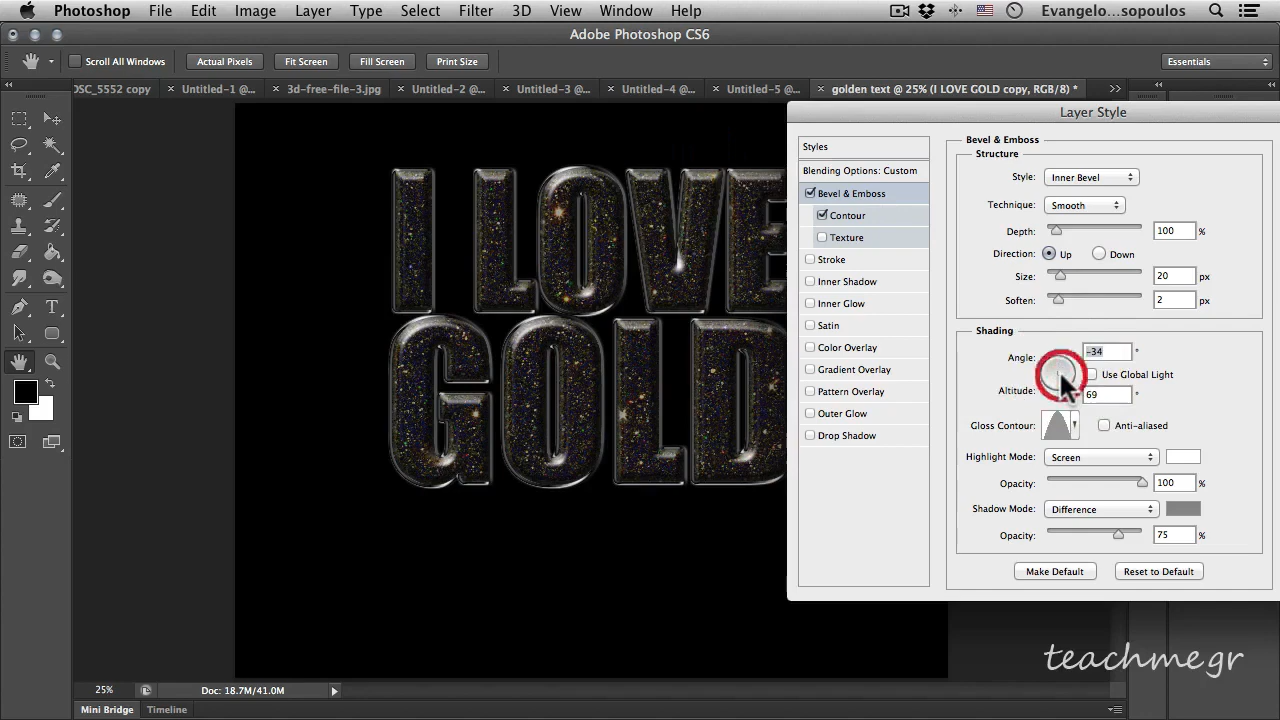 Photoshop File Edit Image Layer Type Select Filter 3D View Window Help Evangelo...sopoulos
Adobe Photoshop CS6
Scroll All Windows Actual Pixels Fit Screen Fill Screen Print Size Essentials
DSC_5552 copy × Untitled-1 @... × 3d-free-file-3.jpg × Untitled-2 @... × Untitled-3 @... × Untitled-4 @... × Untitled-5 @... × golden text @ 25% (I LOVE GOLD copy, RGB/8) *
Layer Style
I LOVE
GOLD
Styles
Blending Options: Custom
Bevel & Emboss
Contour
Texture
Stroke
Inner Shadow
Inner Glow
Satin
Color Overlay
Gradient Overlay
Pattern Overlay
Outer Glow
Drop Shadow
Bevel & Emboss
Structure
Style: Inner Bevel
Technique: Smooth
Depth: 100 %
Direction: Up Down
Size: 20 px
Soften: 2 px
Shading
Angle: -34 °
Use Global Light
Altitude: 69 °
Gloss Contour: Anti-aliased
Highlight Mode: Screen
Opacity: 100 %
Shadow Mode: Difference
Opacity: 75 %
Make Default Reset to Default
teachme.gr
25% Doc: 18.7M/41.0M
Mini Bridge Timeline